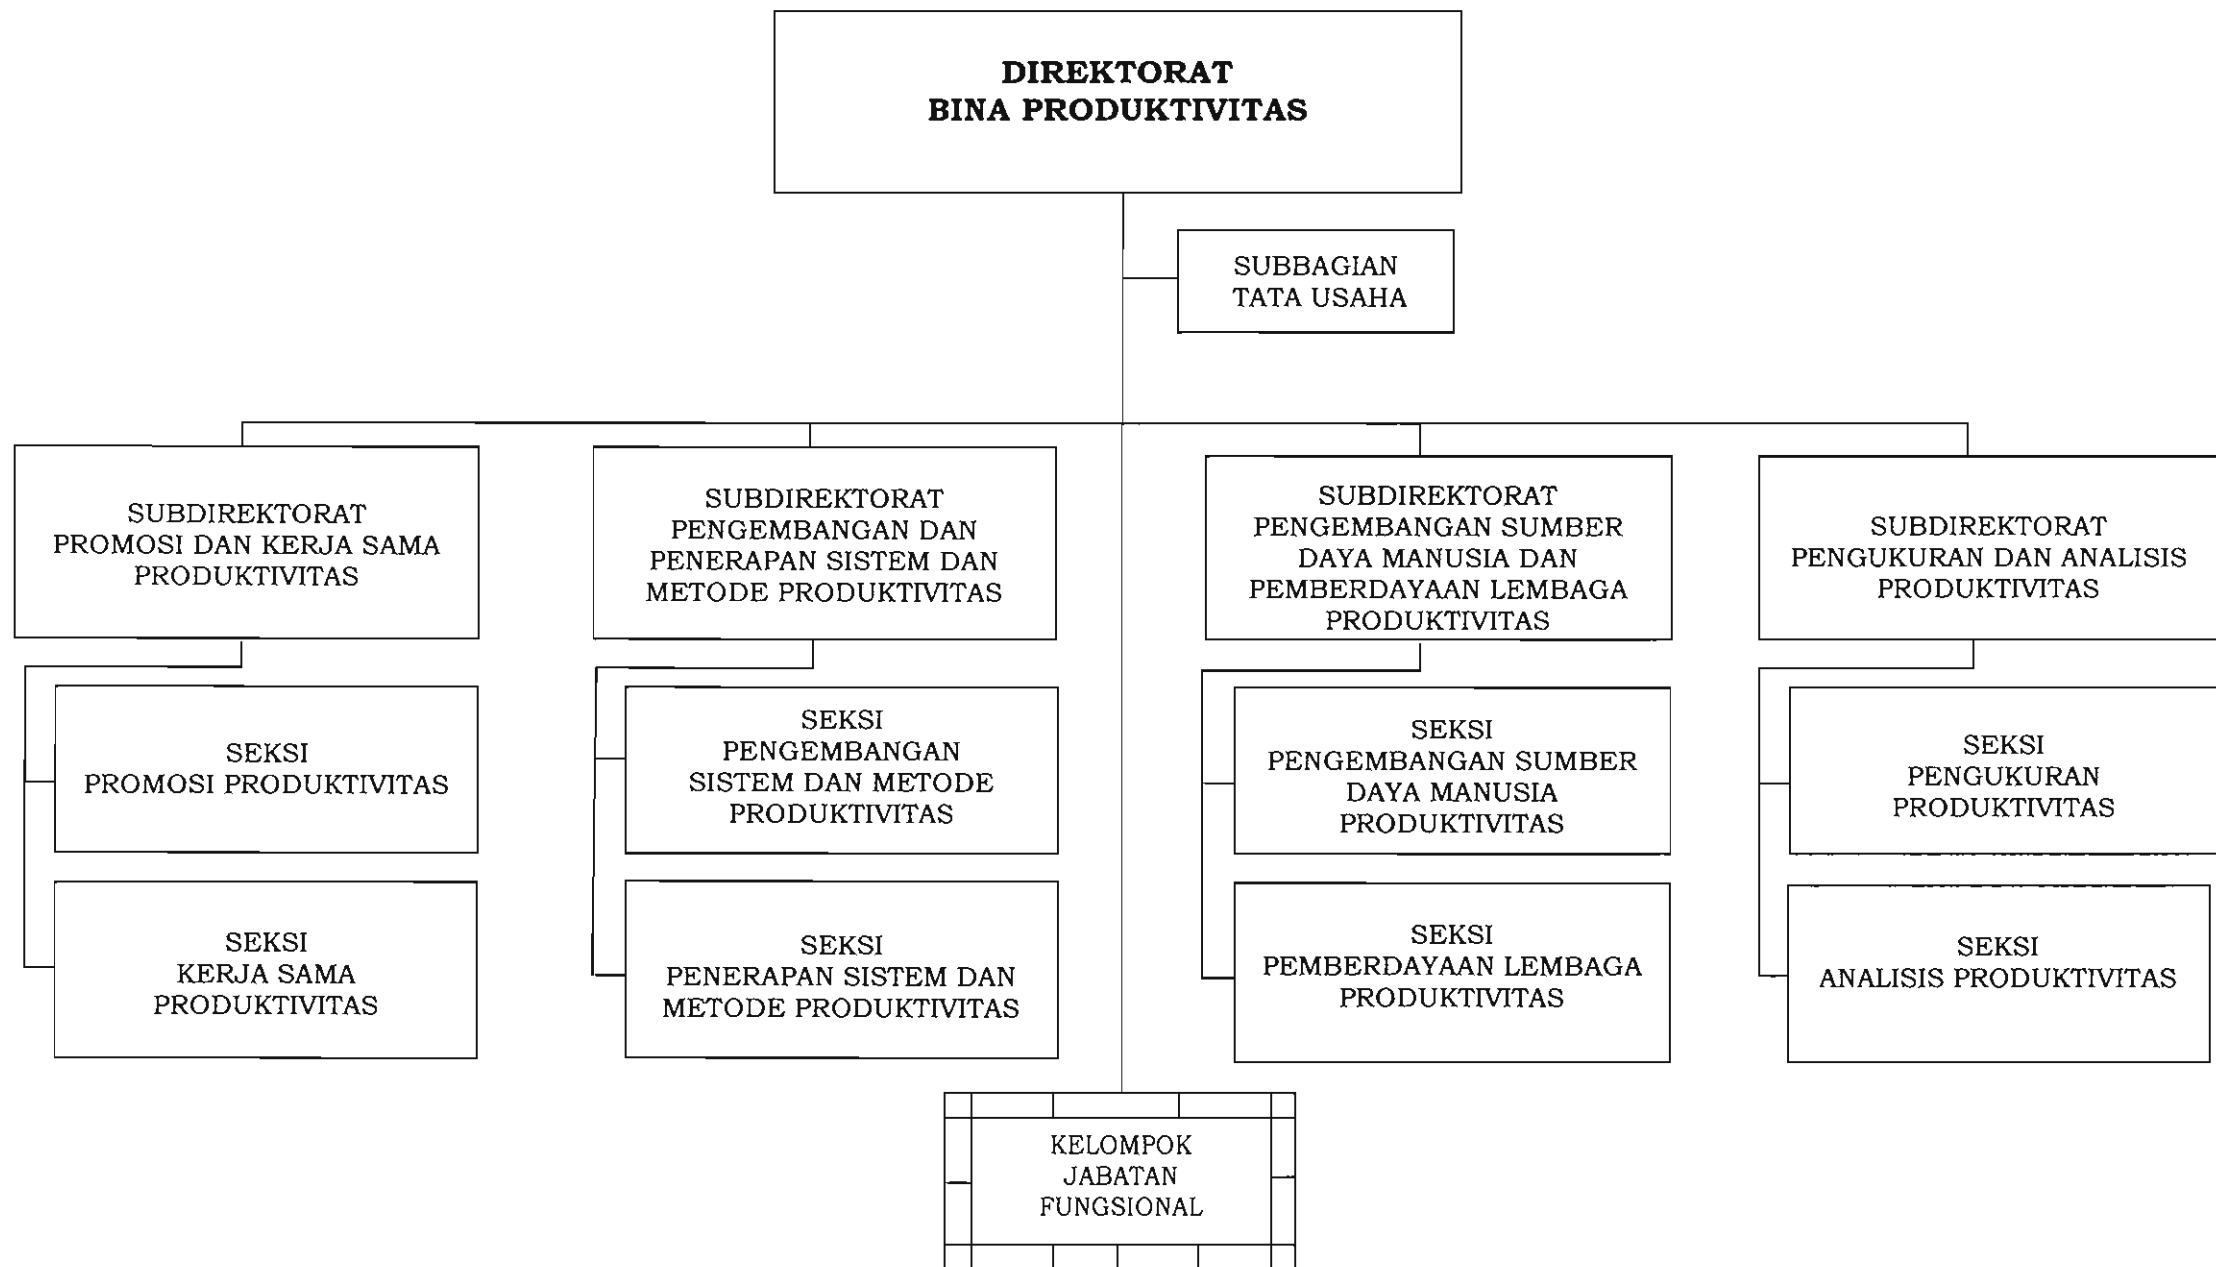 DIREKTORAT
BINA PRODUKTIVITAS
SUBBAGIAN
TATA USAHA
SUBDIREKTORAT
PROMOSI DAN KERJA SAMA
PRODUKTIVITAS
SUBDIREKTORAT
PENGEMBANGAN DAN
PENERAPAN SISTEM DAN
METODE PRODUKTIVITAS
SUBDIREKTORAT
PENGEMBANGAN SUMBER
DAYA MANUSIA DAN
PEMBERDAYAAN LEMBAGA
PRODUKTIVITAS
SUBDIREKTORAT
PENGUKURAN DAN ANALISIS
PRODUKTIVITAS
SEKSI
PROMOSI PRODUKTIVITAS
SEKSI
PENGEMBANGAN
SISTEM DAN METODE
PRODUKTIVITAS
SEKSI
PENGEMBANGAN SUMBER
DAYA MANUSIA
PRODUKTIVITAS
SEKSI
PENGUKURAN
PRODUKTIVITAS
SEKSI
KERJA SAMA
PRODUKTIVITAS
SEKSI
PENERAPAN SISTEM DAN
METODE PRODUKTIVITAS
SEKSI
PEMBERDAYAAN LEMBAGA
PRODUKTIVITAS
SEKSI
ANALISIS PRODUKTIVITAS
KELOMPOK
JABATAN
FUNGSIONAL